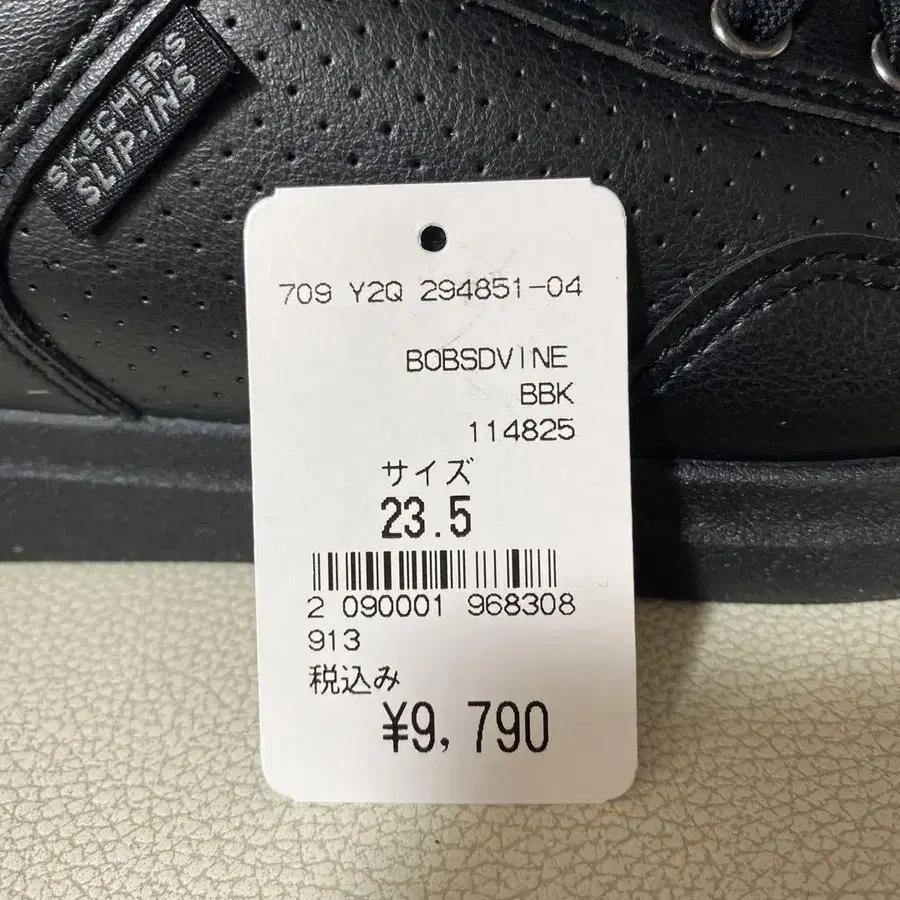 SKECHERS
SLIP-INS
709 Y2Q 294851-04
BOBSDVINE
BBK
114825
サイズ
23.5
2 090001 968308
913
税込み
¥9,790